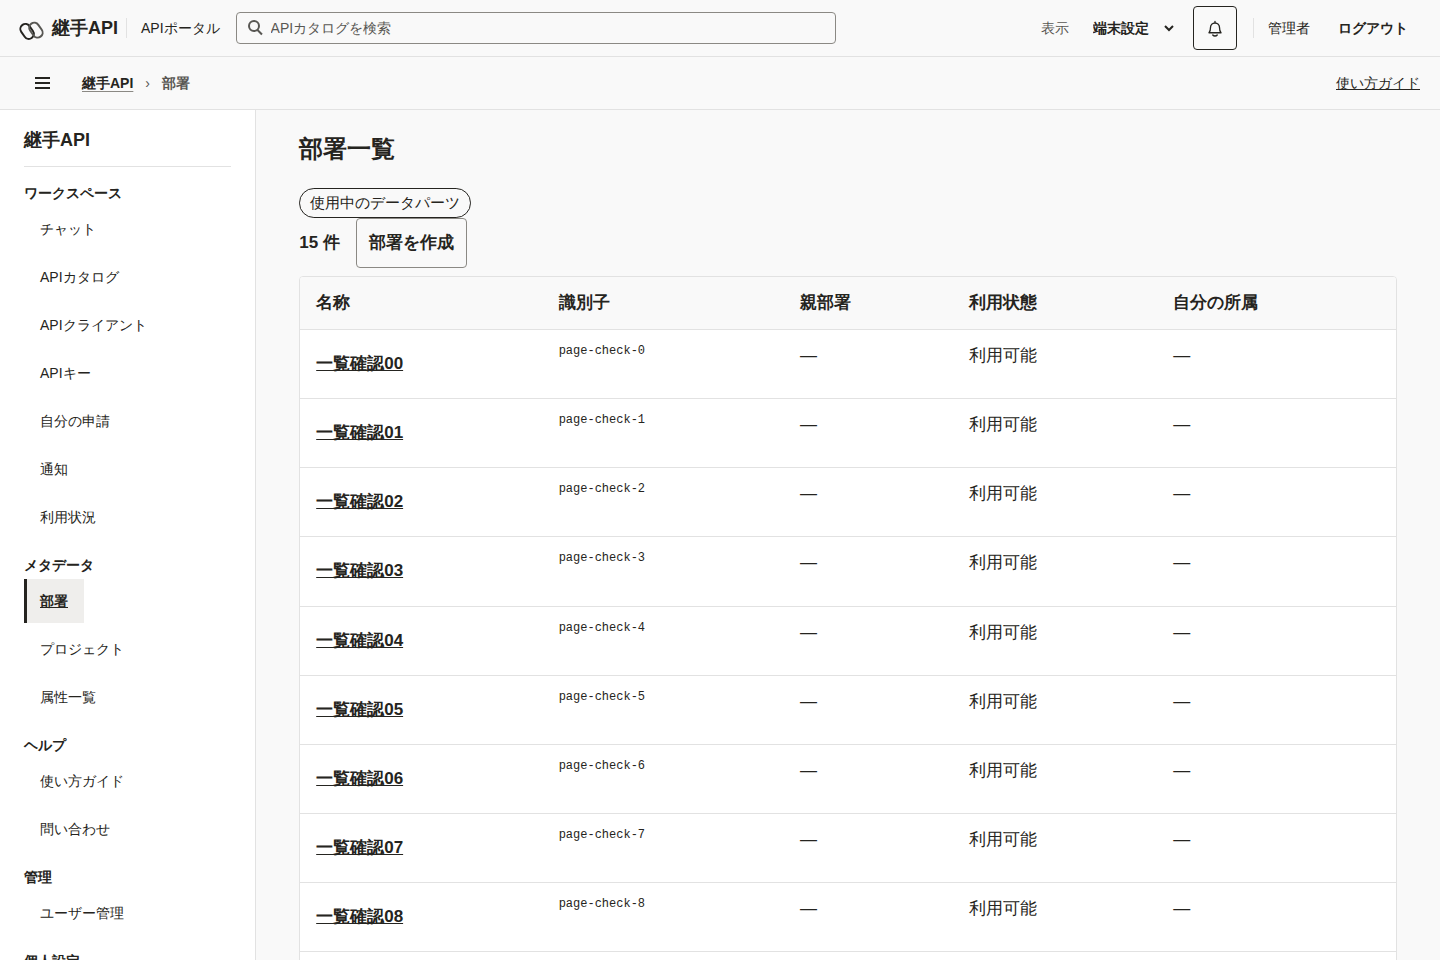 継手API
APIポータル
APIカタログを検索
表示
端末設定
管理者
ログアウト
継手API › 部署
使い方ガイド
継手API
ワークスペース
チャット
APIカタログ
APIクライアント
APIキー
自分の申請
通知
利用状況
メタデータ
部署
プロジェクト
属性一覧
ヘルプ
使い方ガイド
問い合わせ
管理
ユーザー管理
個人設定
部署一覧
使用中のデータパーツ
15 件
部署を作成
名称 識別子 親部署 利用状態 自分の所属
一覧確認00 page-check-0 — 利用可能 —
一覧確認01 page-check-1 — 利用可能 —
一覧確認02 page-check-2 — 利用可能 —
一覧確認03 page-check-3 — 利用可能 —
一覧確認04 page-check-4 — 利用可能 —
一覧確認05 page-check-5 — 利用可能 —
一覧確認06 page-check-6 — 利用可能 —
一覧確認07 page-check-7 — 利用可能 —
一覧確認08 page-check-8 — 利用可能 —